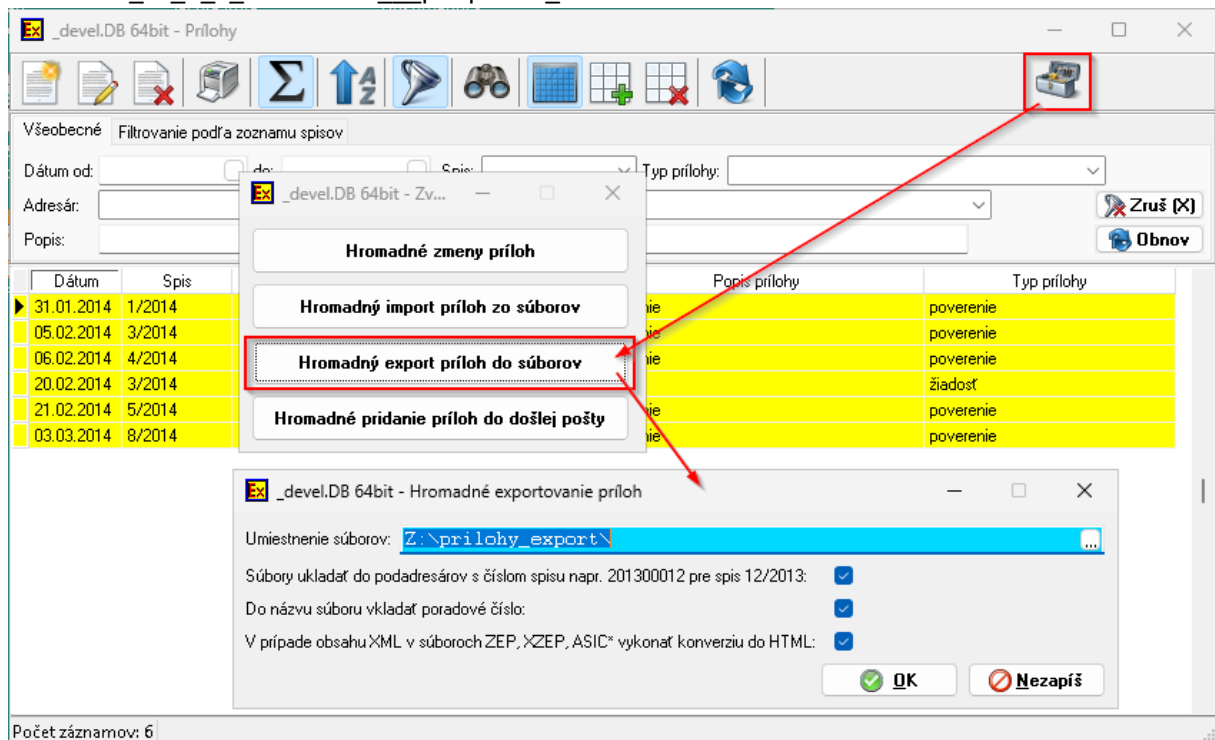 _devel.DB 64bit - Prílohy
Všeobecné Filtrovanie podľa zoznamu spisov
Dátum od: do: Spis: Typ prílohy:
Adresár: Zruš (X)
Popis: Obnov
_devel.DB 64bit - Zv...
Hromadné zmeny príloh
Hromadný import príloh zo súborov
Hromadný export príloh do súborov
Hromadné pridanie príloh do došlej pošty
Dátum Spis Popis prílohy Typ prílohy
31.01.2014 1/2014 poverenie
05.02.2014 3/2014 poverenie
06.02.2014 4/2014 poverenie
20.02.2014 3/2014 žiadosť
21.02.2014 5/2014 poverenie
03.03.2014 8/2014 poverenie
_devel.DB 64bit - Hromadné exportovanie príloh
Umiestnenie súborov: Z:\prilohy_export\ ...
Súbory ukladať do podadresárov s číslom spisu napr. 201300012 pre spis 12/2013:
Do názvu súboru vkladať poradové číslo:
V prípade obsahu XML v súboroch ZEP, XZEP, ASIC* vykonať konverziu do HTML:
OK Nezapíš
Počet záznamov: 6